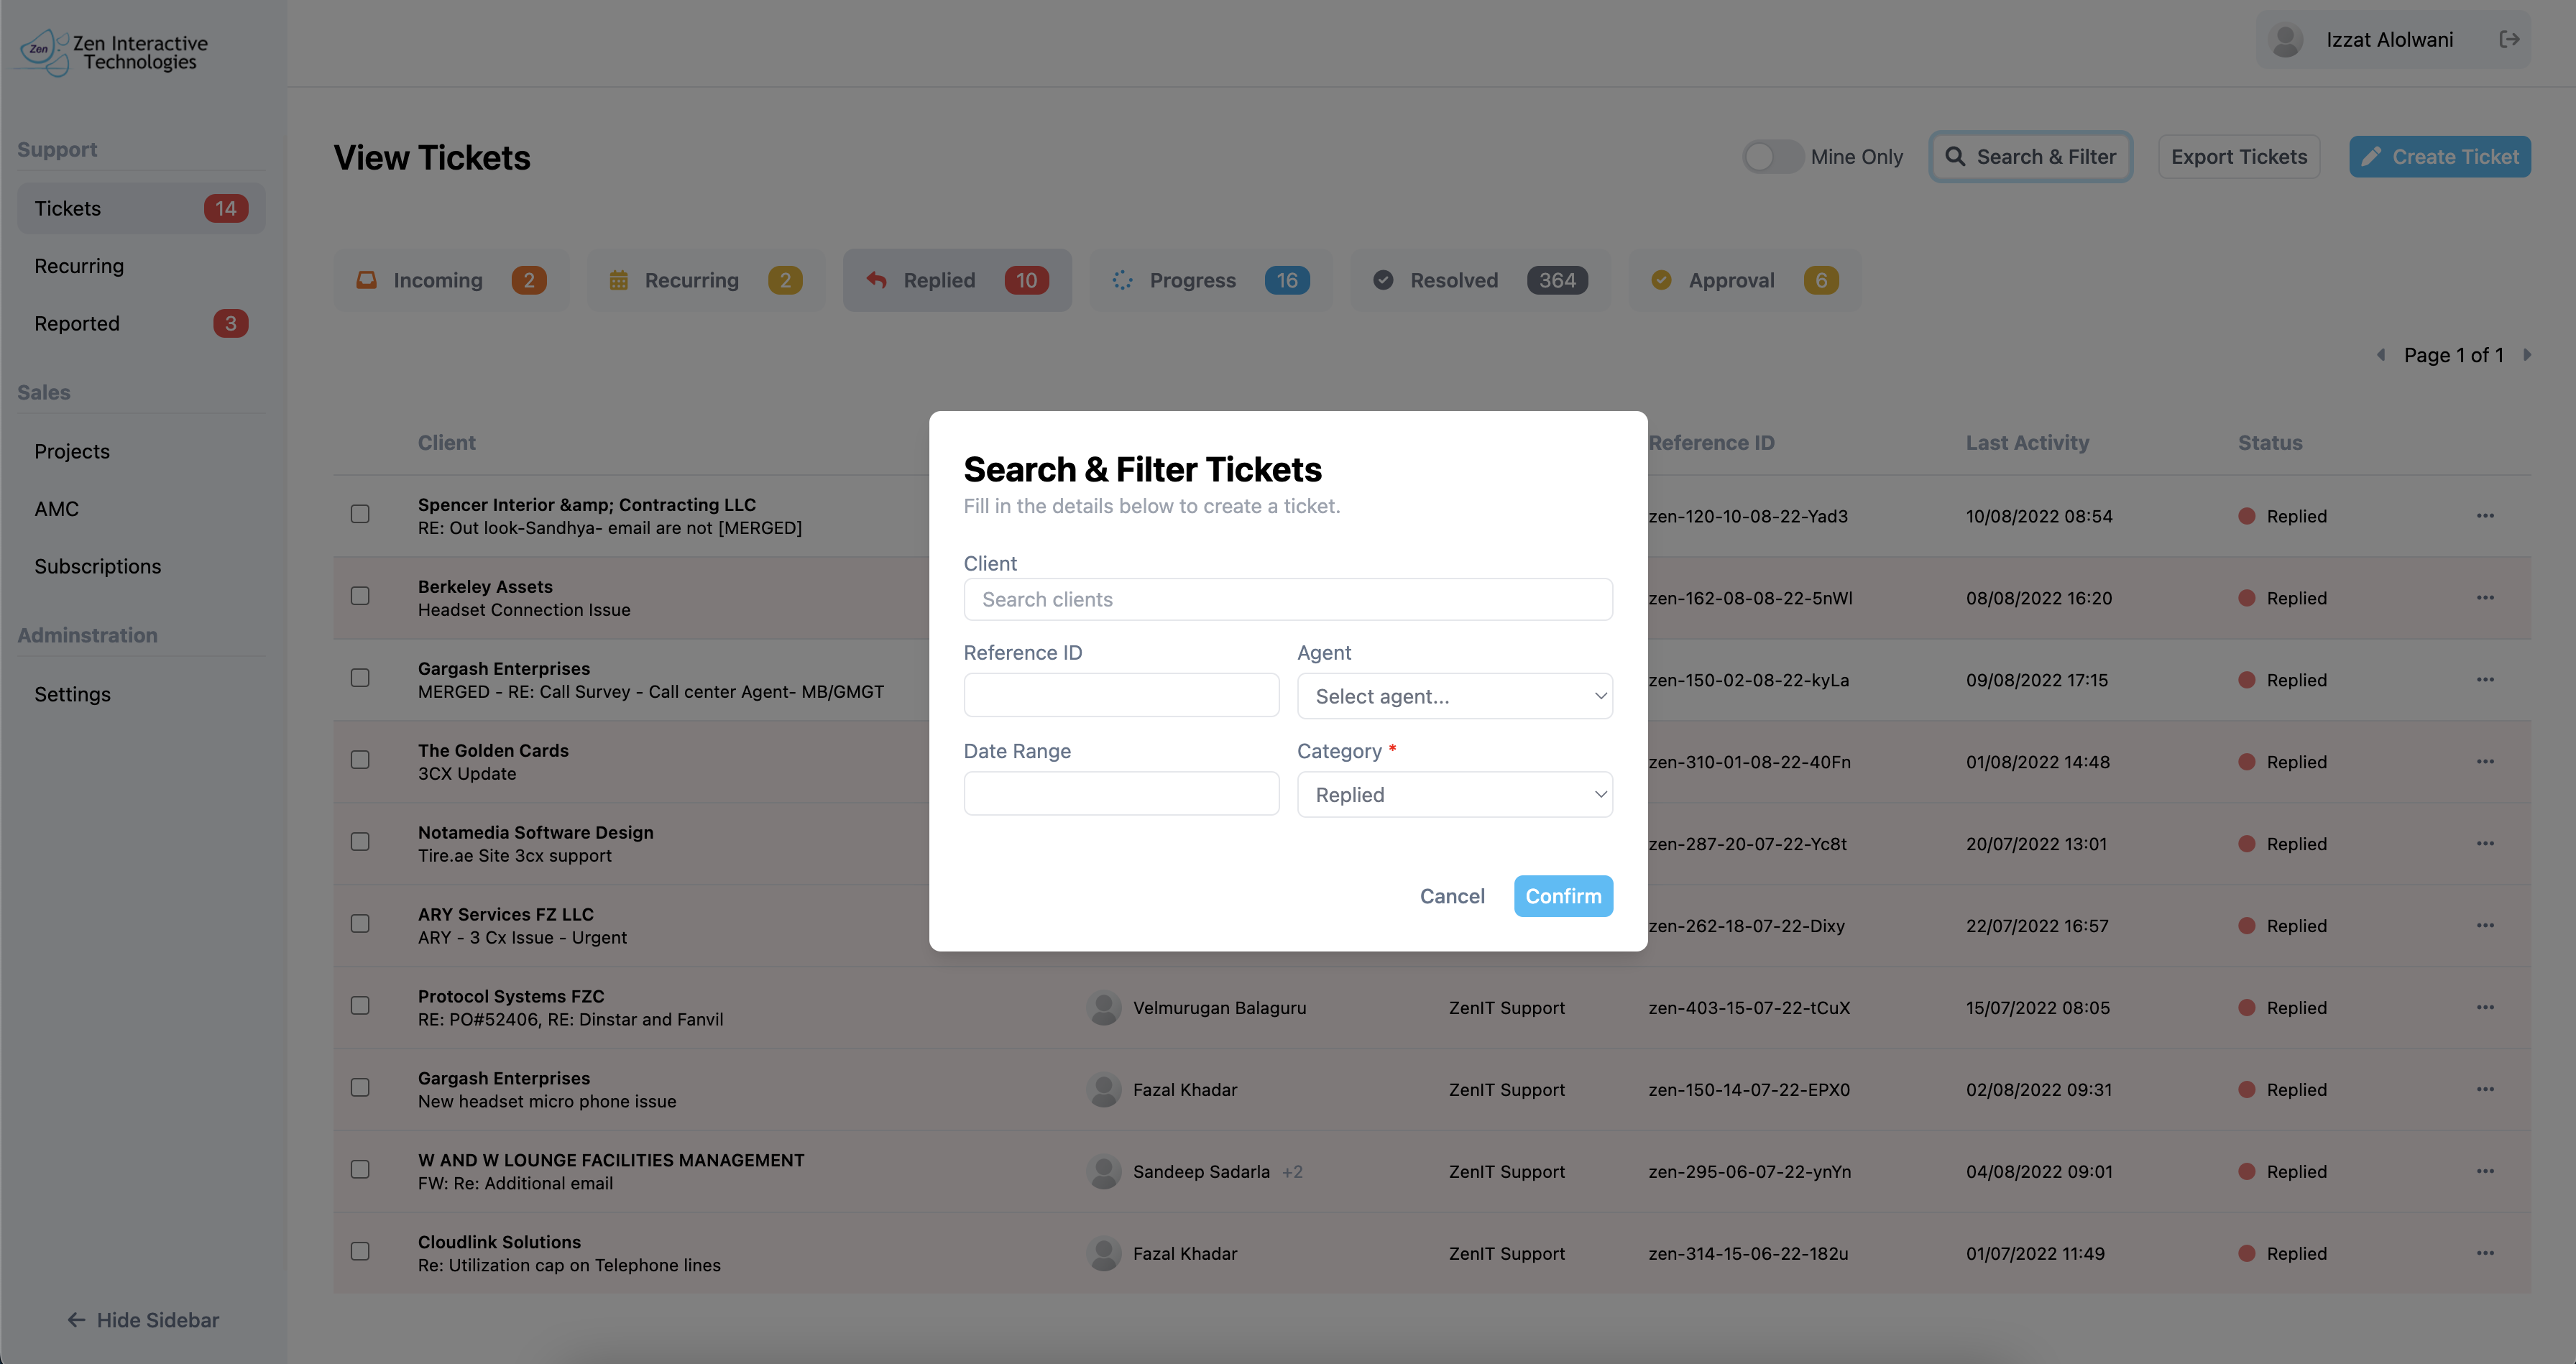 Zen
Zen Interactive
Technologies
Izzat Alolwani
Support
Tickets 14
Recurring
Reported 3
Sales
Projects
AMC
Subscriptions
Adminstration
Settings
Hide Sidebar
View Tickets
Mine Only
Search & Filter
Export Tickets
Create Ticket
Incoming 2
Recurring 2
Replied 10
Progress 16
Resolved 364
Approval 6
Page 1 of 1
Client Reference ID Last Activity Status
Spencer Interior &amp; Contracting LLC
RE: Out look-Sandhya- email are not [MERGED]
zen-120-10-08-22-Yad3 10/08/2022 08:54 Replied
Berkeley Assets
Headset Connection Issue
zen-162-08-08-22-5nWl 08/08/2022 16:20 Replied
Gargash Enterprises
MERGED - RE: Call Survey - Call center Agent- MB/GMGT
zen-150-02-08-22-kyLa 09/08/2022 17:15 Replied
The Golden Cards
3CX Update
zen-310-01-08-22-40Fn 01/08/2022 14:48 Replied
Notamedia Software Design
Tire.ae Site 3cx support
zen-287-20-07-22-Yc8t 20/07/2022 13:01 Replied
ARY Services FZ LLC
ARY - 3 Cx Issue - Urgent
zen-262-18-07-22-Dixy 22/07/2022 16:57 Replied
Protocol Systems FZC
RE: PO#52406, RE: Dinstar and Fanvil
Velmurugan Balaguru ZenIT Support zen-403-15-07-22-tCuX 15/07/2022 08:05 Replied
Gargash Enterprises
New headset micro phone issue
Fazal Khadar ZenIT Support zen-150-14-07-22-EPX0 02/08/2022 09:31 Replied
W AND W LOUNGE FACILITIES MANAGEMENT
FW: Re: Additional email
Sandeep Sadarla +2 ZenIT Support zen-295-06-07-22-ynYn 04/08/2022 09:01 Replied
Cloudlink Solutions
Re: Utilization cap on Telephone lines
Fazal Khadar ZenIT Support zen-314-15-06-22-182u 01/07/2022 11:49 Replied
Search & Filter Tickets
Fill in the details below to create a ticket.
Client
Search clients
Reference ID
Agent
Select agent...
Date Range
Category *
Replied
Cancel
Confirm